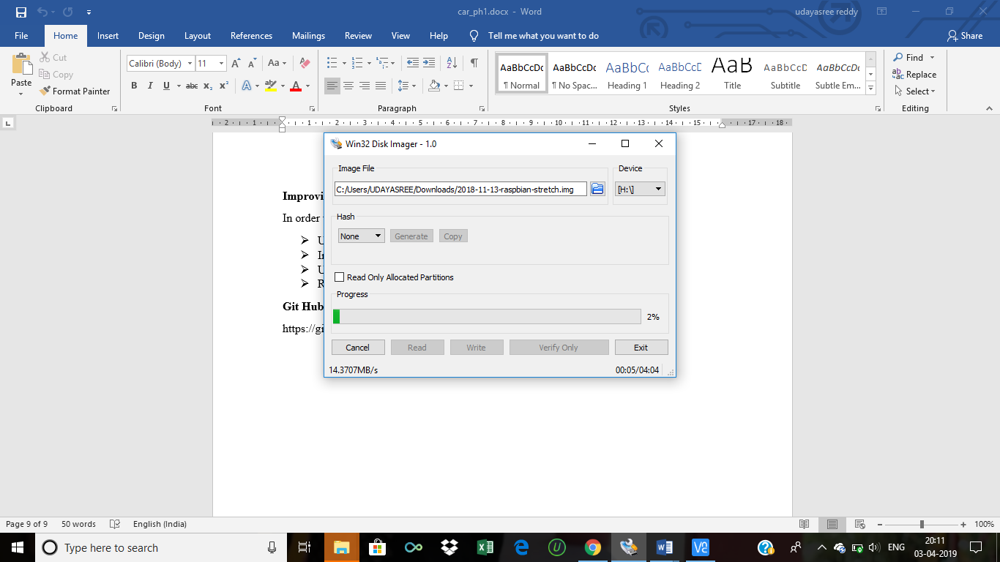 car_ph1.docx - Word
udayasree reddy
File Home Insert Design Layout References Mailings Review View Help Tell me what you want to do Share
Cut
Copy
Format Painter
Paste
Clipboard
Calibri (Body) 11
Aa
B I U abc x₂ x² A ab A
Font
Paragraph
AaBbCcDc AaBbCcDc AaBbCc AaBbCcD AaB AaBbCcD AaBbCcDc
¶ Normal ¶ No Spac... Heading 1 Heading 2 Title Subtitle Subtle Em...
Styles
Find
Replace
Select
Editing
2 1 1 2 3 4 5 6 7 8 9 10 11 12 13 14 15 17 18
Win32 Disk Imager - 1.0
Image File
Device
C:/Users/UDAYASREE/Downloads/2018-11-13-raspbian-stretch.img
[H:\]
Hash
None Generate Copy
Read Only Allocated Partitions
Progress
2%
Cancel Read Write Verify Only Exit
14.3707MB/s 00:05/04:04
Improvi
In order
U
U
R
Git Hub
https://gi
Page 9 of 9 50 words English (India) 100%
Type here to search
ENG
20:11
03-04-2019